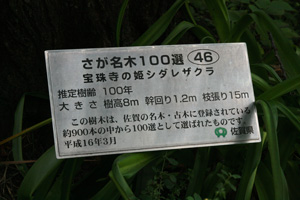 さが名木100選 46
宝珠寺の姫シダレザクラ
推定樹齢 100年
大きさ 樹高8m 幹回り1.2m 枝張り15m
この樹木は、佐賀の名木・古木に登録されている
約900本の中から100選として選ばれたものです。
平成16年3月 佐賀県